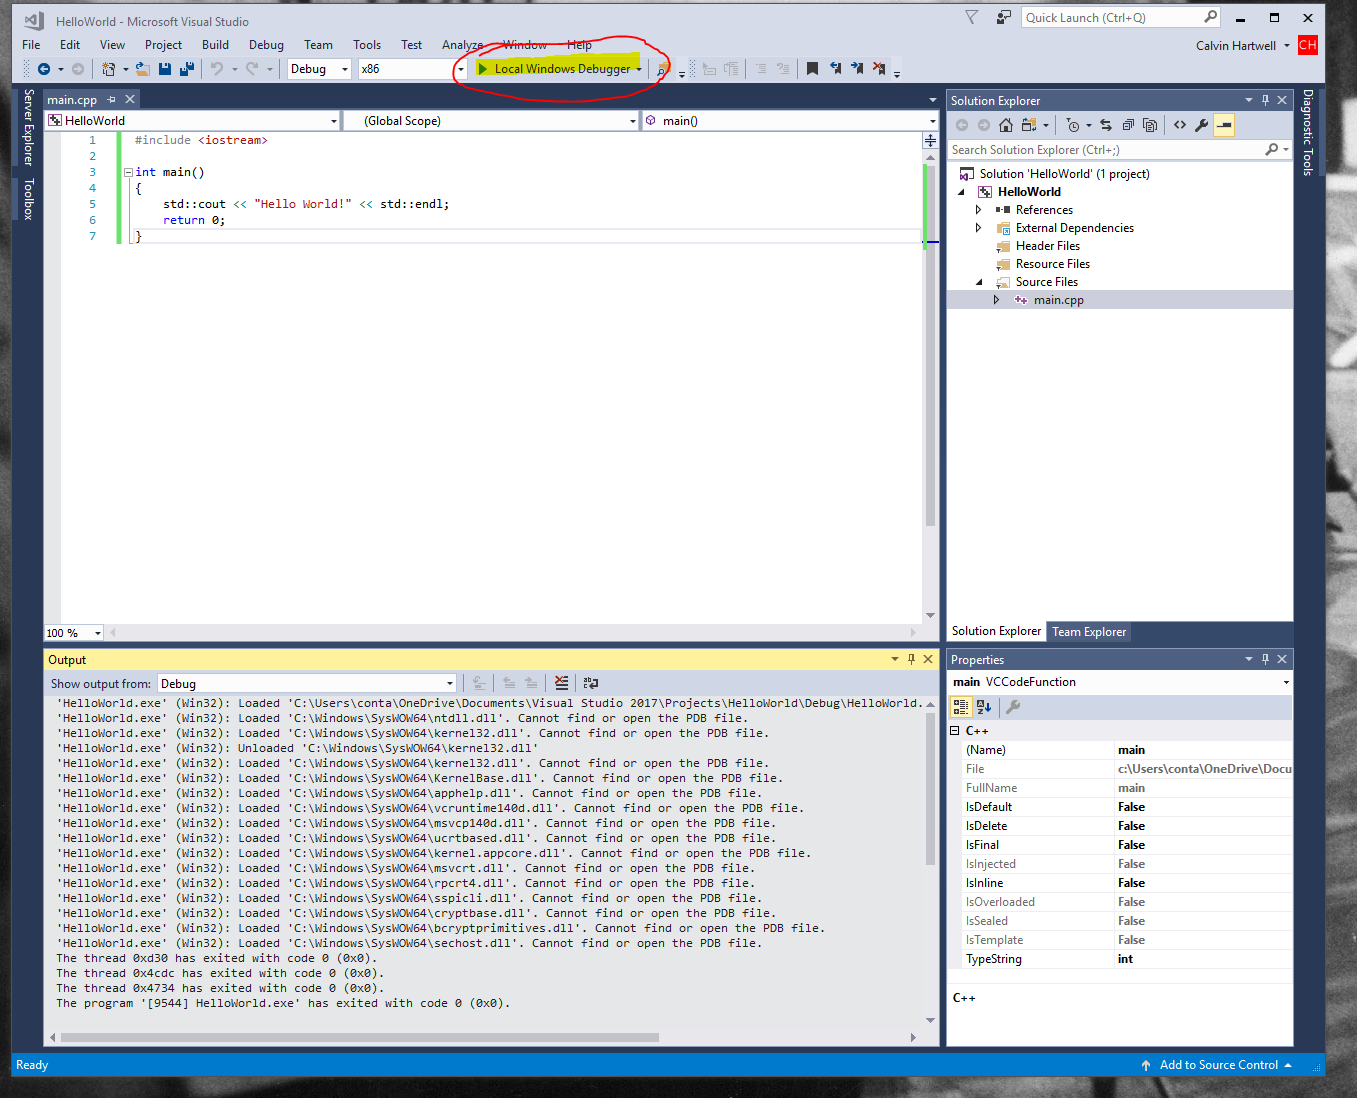 HelloWorld - Microsoft Visual Studio
Quick Launch (Ctrl+Q)
File Edit View Project Build Debug Team Tools Test Analyze Window Help
Calvin Hartwell CH
Debug x86 Local Windows Debugger
Server Explorer
Toolbox
main.cpp
HelloWorld (Global Scope) main()
1 #include <iostream>
2
3 int main()
4 {
5 std::cout << "Hello World!" << std::endl;
6 return 0;
7 }
100 %
Output
Show output from: Debug
'HelloWorld.exe' (Win32): Loaded 'C:\Users\conta\OneDrive\Documents\Visual Studio 2017\Projects\HelloWorld\Debug\HelloWorld.
'HelloWorld.exe' (Win32): Loaded 'C:\Windows\SysWOW64\ntdll.dll'. Cannot find or open the PDB file.
'HelloWorld.exe' (Win32): Loaded 'C:\Windows\SysWOW64\kernel32.dll'. Cannot find or open the PDB file.
'HelloWorld.exe' (Win32): Unloaded 'C:\Windows\SysWOW64\kernel32.dll'
'HelloWorld.exe' (Win32): Loaded 'C:\Windows\SysWOW64\kernel32.dll'. Cannot find or open the PDB file.
'HelloWorld.exe' (Win32): Loaded 'C:\Windows\SysWOW64\KernelBase.dll'. Cannot find or open the PDB file.
'HelloWorld.exe' (Win32): Loaded 'C:\Windows\SysWOW64\apphelp.dll'. Cannot find or open the PDB file.
'HelloWorld.exe' (Win32): Loaded 'C:\Windows\SysWOW64\vcruntime140d.dll'. Cannot find or open the PDB file.
'HelloWorld.exe' (Win32): Loaded 'C:\Windows\SysWOW64\msvcp140d.dll'. Cannot find or open the PDB file.
'HelloWorld.exe' (Win32): Loaded 'C:\Windows\SysWOW64\ucrtbased.dll'. Cannot find or open the PDB file.
'HelloWorld.exe' (Win32): Loaded 'C:\Windows\SysWOW64\kernel.appcore.dll'. Cannot find or open the PDB file.
'HelloWorld.exe' (Win32): Loaded 'C:\Windows\SysWOW64\msvcrt.dll'. Cannot find or open the PDB file.
'HelloWorld.exe' (Win32): Loaded 'C:\Windows\SysWOW64\rpcrt4.dll'. Cannot find or open the PDB file.
'HelloWorld.exe' (Win32): Loaded 'C:\Windows\SysWOW64\sspicli.dll'. Cannot find or open the PDB file.
'HelloWorld.exe' (Win32): Loaded 'C:\Windows\SysWOW64\cryptbase.dll'. Cannot find or open the PDB file.
'HelloWorld.exe' (Win32): Loaded 'C:\Windows\SysWOW64\bcryptprimitives.dll'. Cannot find or open the PDB file.
'HelloWorld.exe' (Win32): Loaded 'C:\Windows\SysWOW64\sechost.dll'. Cannot find or open the PDB file.
The thread 0xd30 has exited with code 0 (0x0).
The thread 0x4cdc has exited with code 0 (0x0).
The thread 0x4734 has exited with code 0 (0x0).
The program '[9544] HelloWorld.exe' has exited with code 0 (0x0).
Solution Explorer
Search Solution Explorer (Ctrl+;)
Solution 'HelloWorld' (1 project)
HelloWorld
References
External Dependencies
Header Files
Resource Files
Source Files
main.cpp
Solution Explorer Team Explorer
Diagnostic Tools
Properties
main VCCodeFunction
C++
(Name) main
File c:\Users\conta\OneDrive\Docu
FullName main
IsDefault False
IsDelete False
IsFinal False
IsInjected False
IsInline False
IsOverloaded False
IsSealed False
IsTemplate False
TypeString int
C++
Ready
Add to Source Control